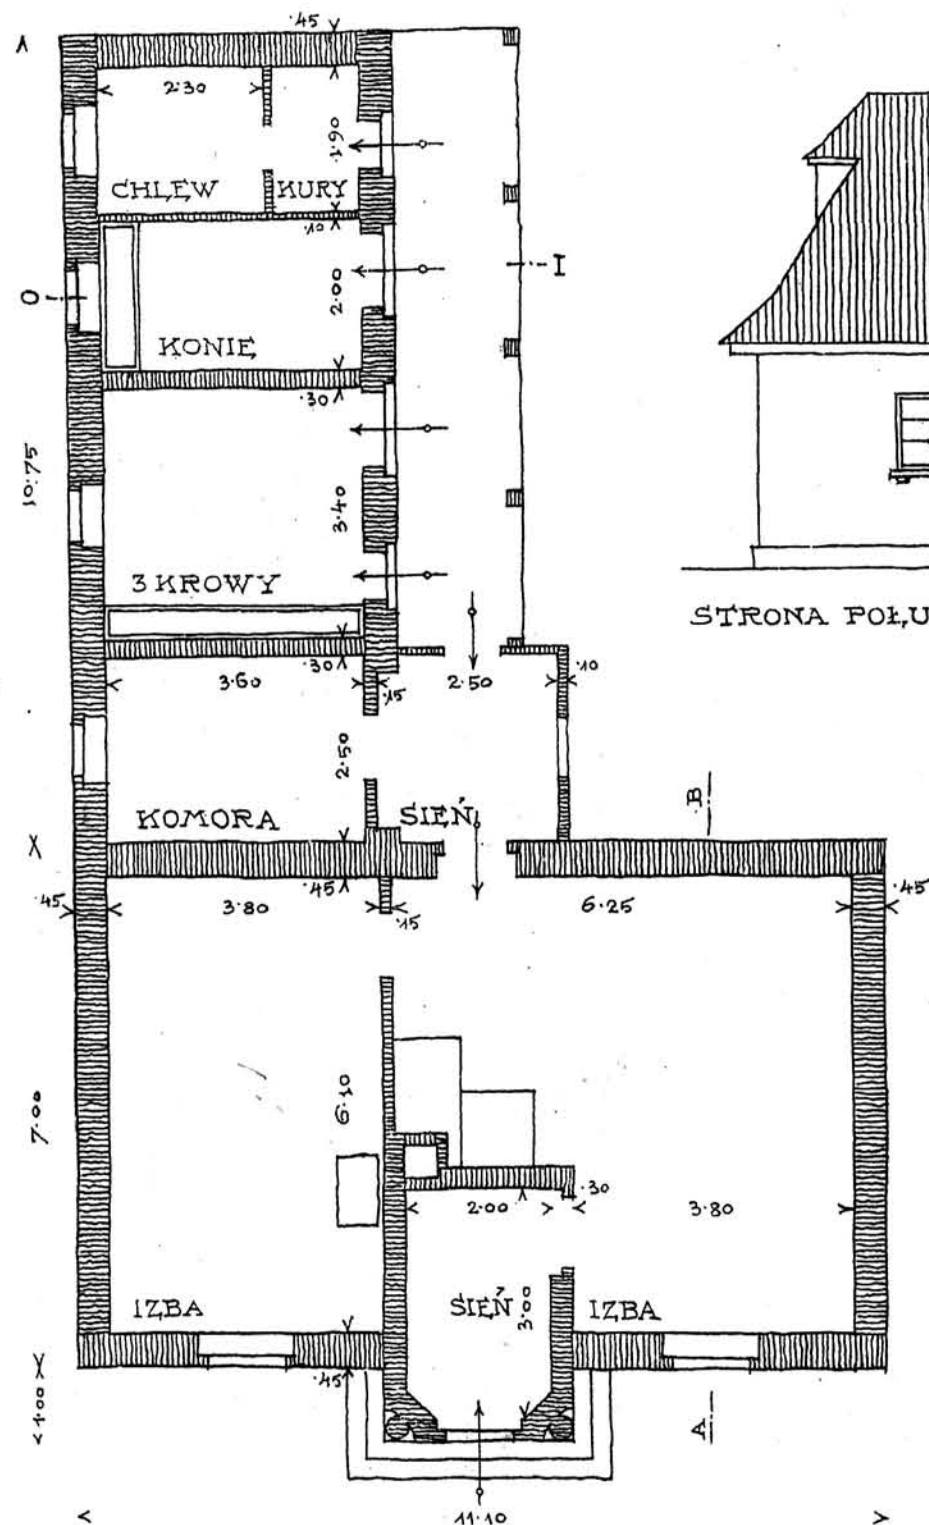 .45
2.30
1.90
CHLEW KURY
.10
O
I
2.00
KONIE
.30
10.75
3.40
3 KROWY
STRONA POŁU
.30
3.60
.15
2.50
.10
2.50
KOMORA
SIEŃ
B
.45
.45
3.80
.15
6.25
.45
6.10
7.00
.30
2.00
3.80
IZBA
SIEŃ
3.00
IZBA
.45
1.00
A
11.10